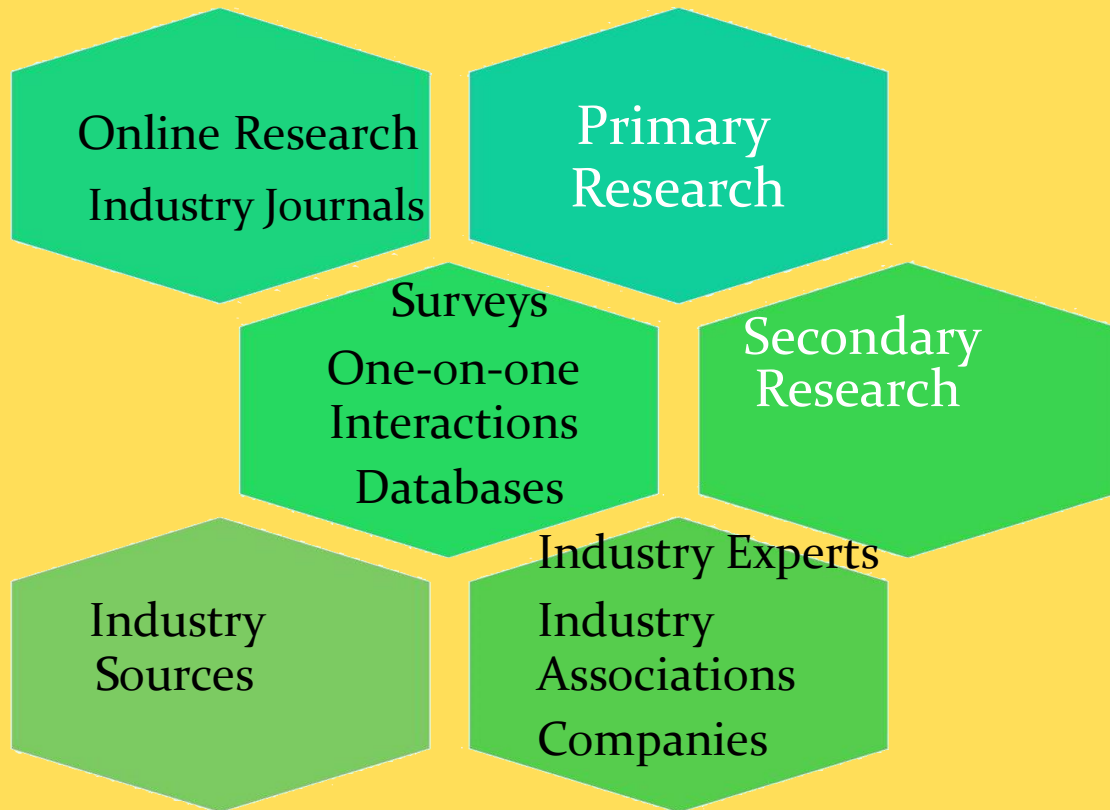 Online Research
Industry Journals
Primary
Research
Surveys
One-on-one
Interactions
Databases
Secondary
Research
Industry
Sources
Industry Experts
Industry
Associations
Companies